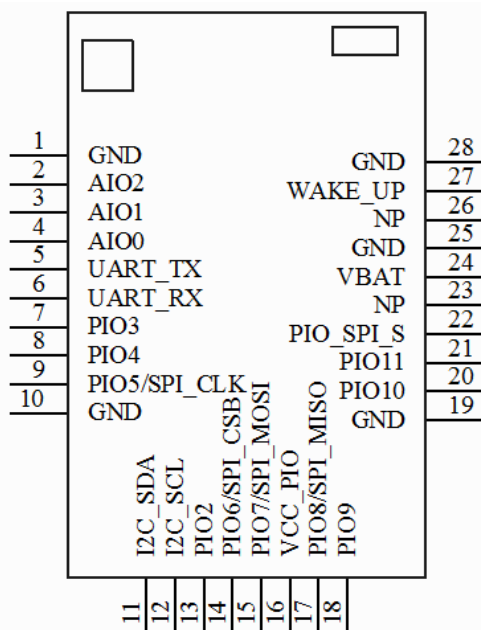 1 GND
2 AIO2
3 AIO1
4 AIO0
5 UART_TX
6 UART_RX
7 PIO3
8 PIO4
9 PIO5/SPI_CLK
10 GND
11 I2C_SDA
12 I2C_SCL
13 PIO2
14 PIO6/SPI_CSB
15 PIO7/SPI_MOSI
16 VCC_PIO
17 PIO8/SPI_MISO
18 PIO9
GND 28
WAKE_UP 27
NP 26
GND 25
VBAT 24
NP 23
PIO_SPI_S 22
PIO11 21
PIO10 20
GND 19